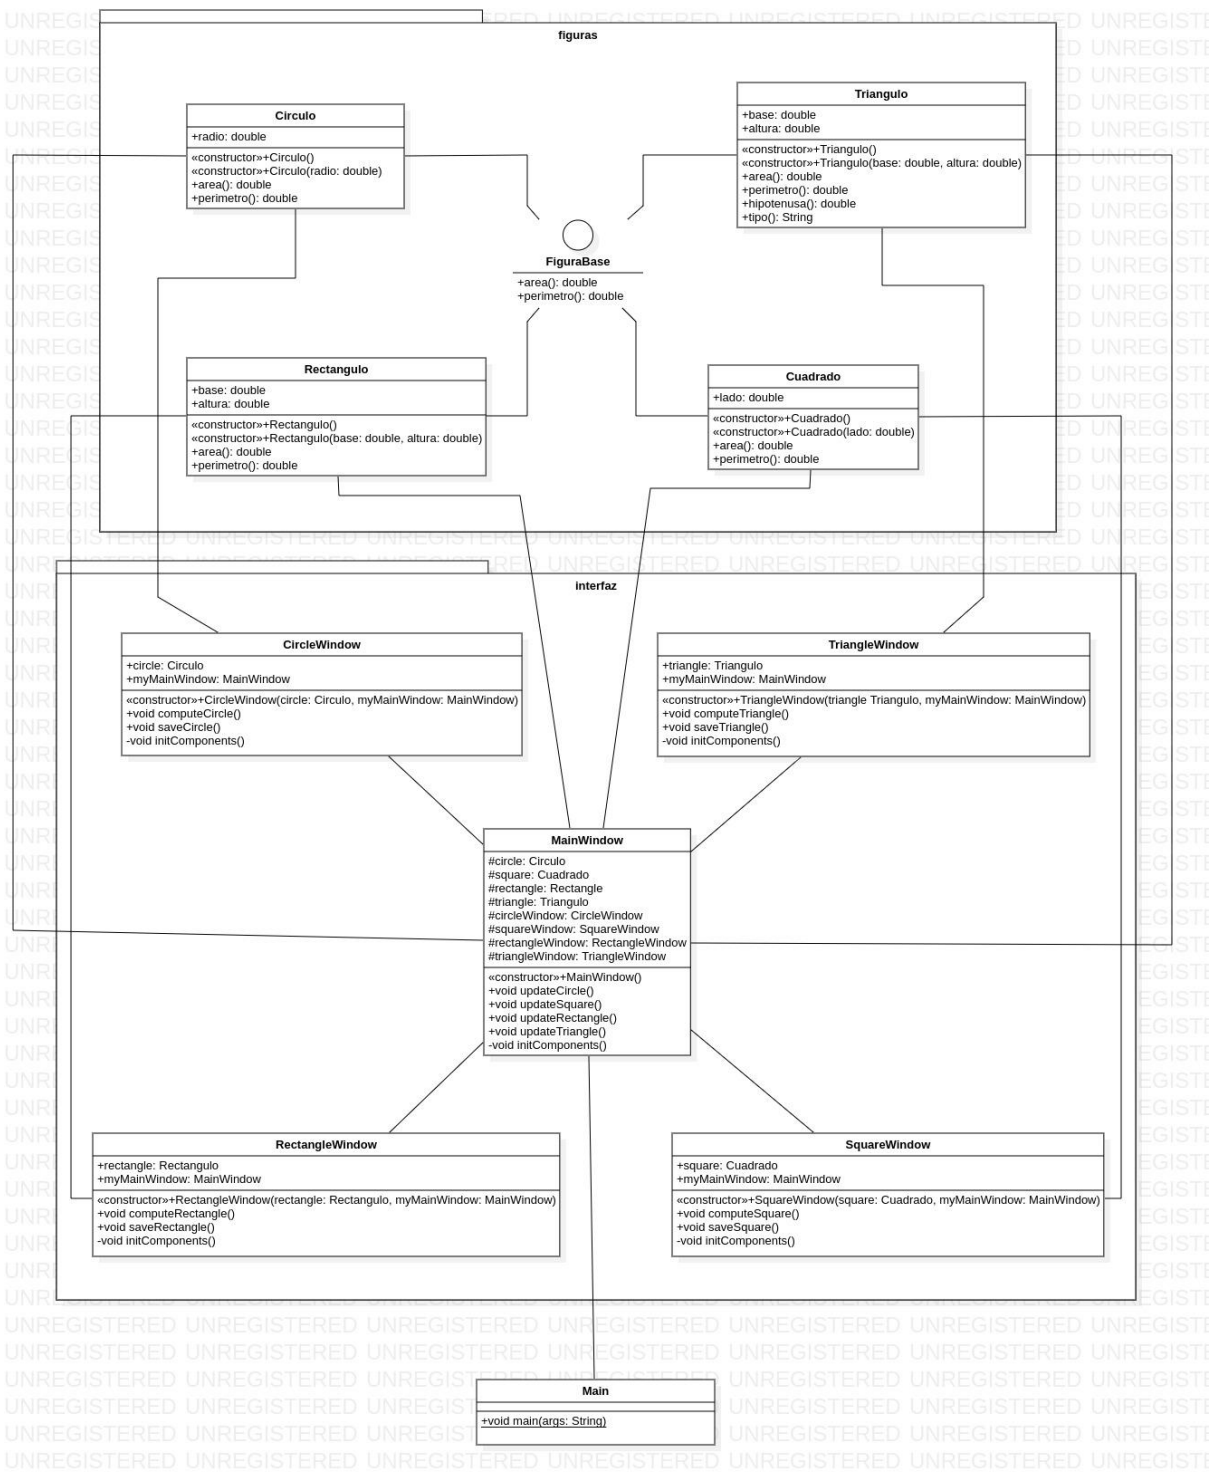 figuras
Circulo
+radio: double
«constructor»+Circulo()
«constructor»+Circulo(radio: double)
+area(): double
+perimetro(): double
Triangulo
+base: double
+altura: double
«constructor»+Triangulo()
«constructor»+Triangulo(base: double, altura: double)
+area(): double
+perimetro(): double
+hipotenusa(): double
+tipo(): String
FiguraBase
+area(): double
+perimetro(): double
Rectangulo
+base: double
+altura: double
«constructor»+Rectangulo()
«constructor»+Rectangulo(base: double, altura: double)
+area(): double
+perimetro(): double
Cuadrado
+lado: double
«constructor»+Cuadrado()
«constructor»+Cuadrado(lado: double)
+area(): double
+perimetro(): double
interfaz
CircleWindow
+circle: Circulo
+myMainWindow: MainWindow
«constructor»+CircleWindow(circle: Circulo, myMainWindow: MainWindow)
+void computeCircle()
+void saveCircle()
-void initComponents()
TriangleWindow
+triangle: Triangulo
+myMainWindow: MainWindow
«constructor»+TriangleWindow(triangle Triangulo, myMainWindow: MainWindow)
+void computeTriangle()
+void saveTriangle()
-void initComponents()
MainWindow
#circle: Circulo
#square: Cuadrado
#rectangle: Rectangle
#triangle: Triangulo
#circleWindow: CircleWindow
#squareWindow: SquareWindow
#rectangleWindow: RectangleWindow
#triangleWindow: TriangleWindow
«constructor»+MainWindow()
+void updateCircle()
+void updateSquare()
+void updateRectangle()
+void updateTriangle()
-void initComponents()
RectangleWindow
+rectangle: Rectangulo
+myMainWindow: MainWindow
«constructor»+RectangleWindow(rectangle: Rectangulo, myMainWindow: MainWindow)
+void computeRectangle()
+void saveRectangle()
-void initComponents()
SquareWindow
+square: Cuadrado
+myMainWindow: MainWindow
«constructor»+SquareWindow(square: Cuadrado, myMainWindow: MainWindow)
+void computeSquare()
+void saveSquare()
-void initComponents()
Main
+void main(args: String)